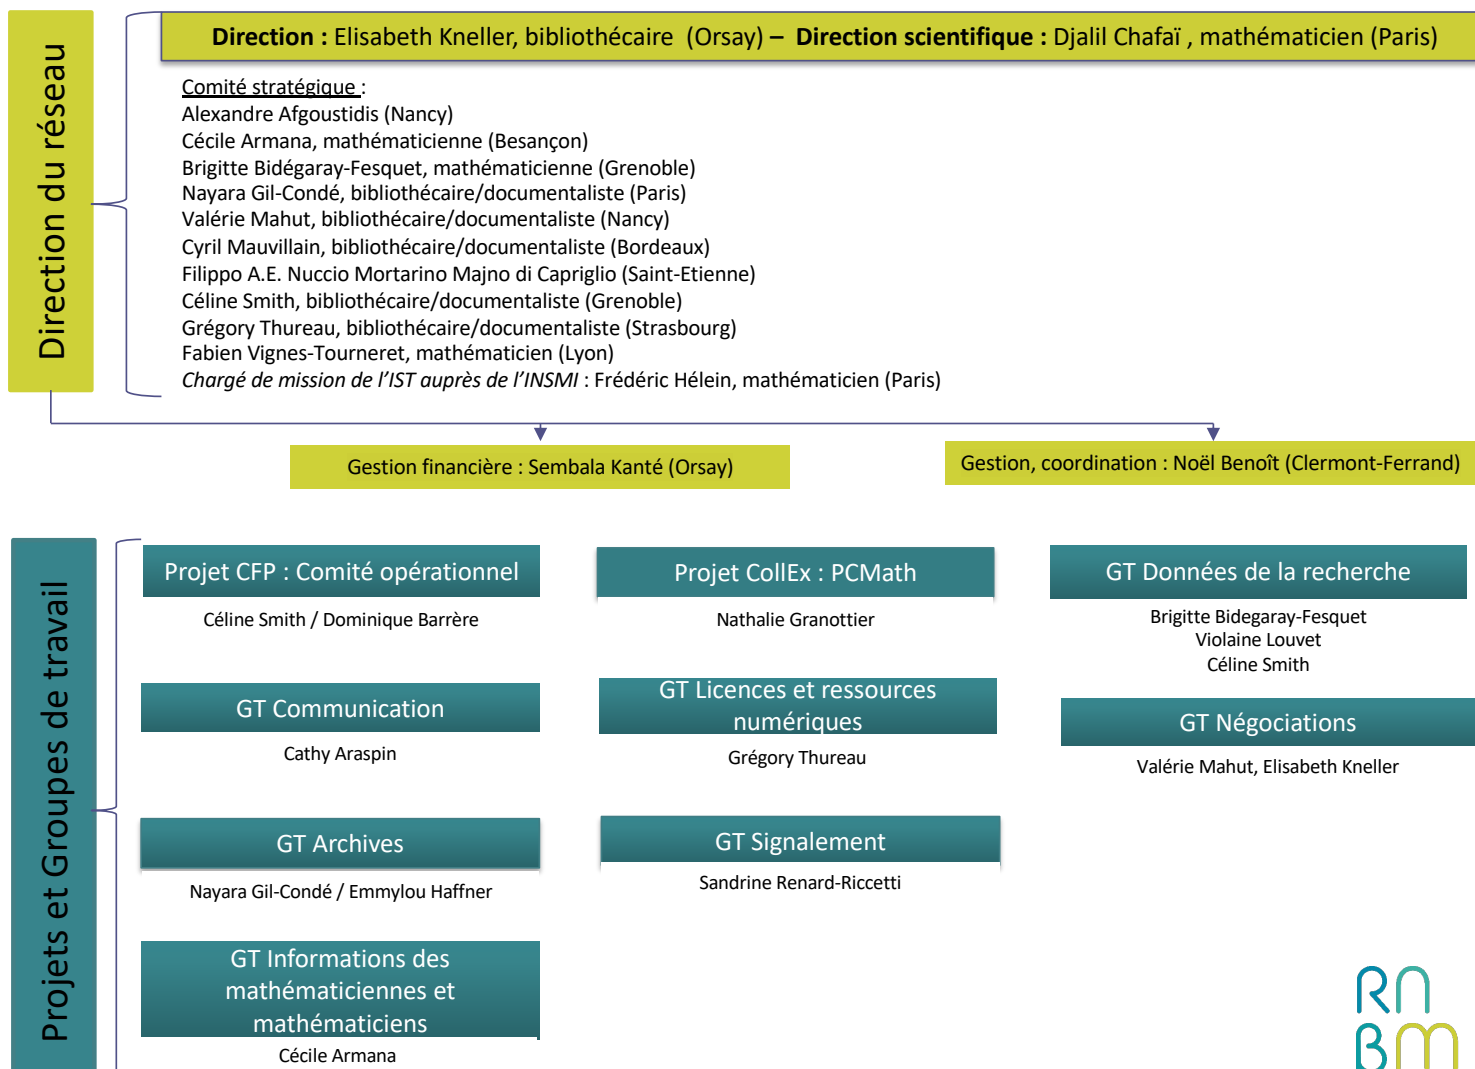 Direction du réseau
Direction : Elisabeth Kneller, bibliothécaire (Orsay) – Direction scientifique : Djalil Chafaï , mathématicien (Paris)
Comité stratégique :
Alexandre Afgoustidis (Nancy)
Cécile Armana, mathématicienne (Besançon)
Brigitte Bidégaray-Fesquet, mathématicienne (Grenoble)
Nayara Gil-Condé, bibliothécaire/documentaliste (Paris)
Valérie Mahut, bibliothécaire/documentaliste (Nancy)
Cyril Mauvillain, bibliothécaire/documentaliste (Bordeaux)
Filippo A.E. Nuccio Mortarino Majno di Capriglio (Saint-Etienne)
Céline Smith, bibliothécaire/documentaliste (Grenoble)
Grégory Thureau, bibliothécaire/documentaliste (Strasbourg)
Fabien Vignes-Tourneret, mathématicien (Lyon)
Chargé de mission de l’IST auprès de l’INSMI : Frédéric Hélein, mathématicien (Paris)
Gestion financière : Sembala Kanté (Orsay)
Gestion, coordination : Noël Benoît (Clermont-Ferrand)
Projets et Groupes de travail
Projet CFP : Comité opérationnel
Céline Smith / Dominique Barrère
Projet CollEx : PCMath
Nathalie Granottier
GT Données de la recherche
Brigitte Bidegaray-Fesquet
Violaine Louvet
Céline Smith
GT Communication
Cathy Araspin
GT Licences et ressources
numériques
Grégory Thureau
GT Négociations
Valérie Mahut, Elisabeth Kneller
GT Archives
Nayara Gil-Condé / Emmylou Haffner
GT Signalement
Sandrine Renard-Riccetti
GT Informations des
mathématiciennes et
mathématiciens
Cécile Armana
RN
BM